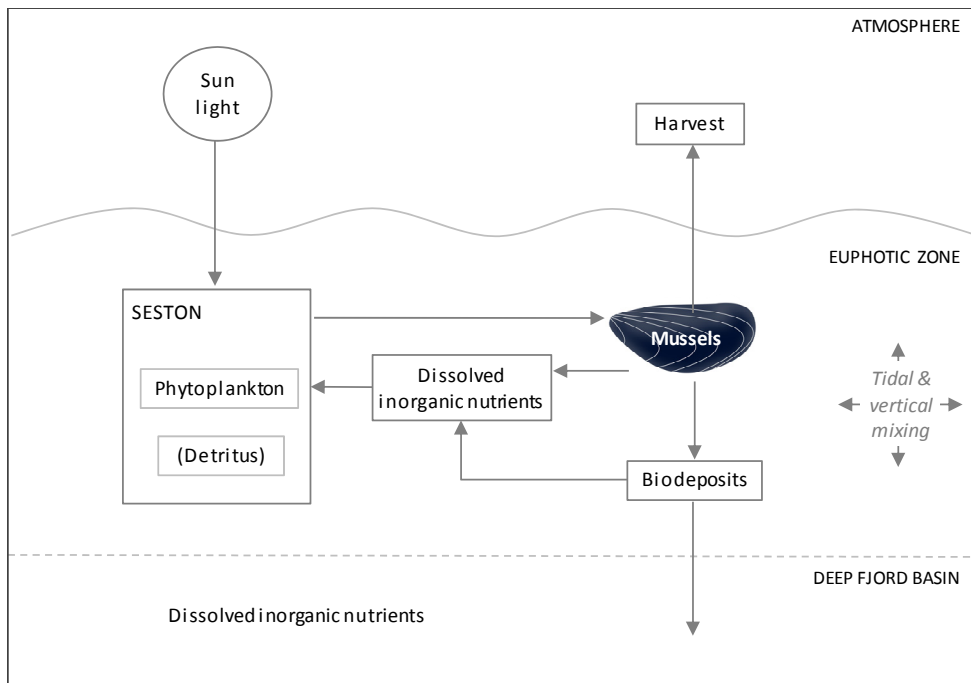 ATMOSPHERE
Sun
light
Harvest
EUPHOTIC ZONE
SESTON
Mussels
Phytoplankton
Dissolved
inorganic nutrients
Tidal &
vertical
mixing
(Detritus)
Biodeposits
DEEP FJORD BASIN
Dissolved inorganic nutrients